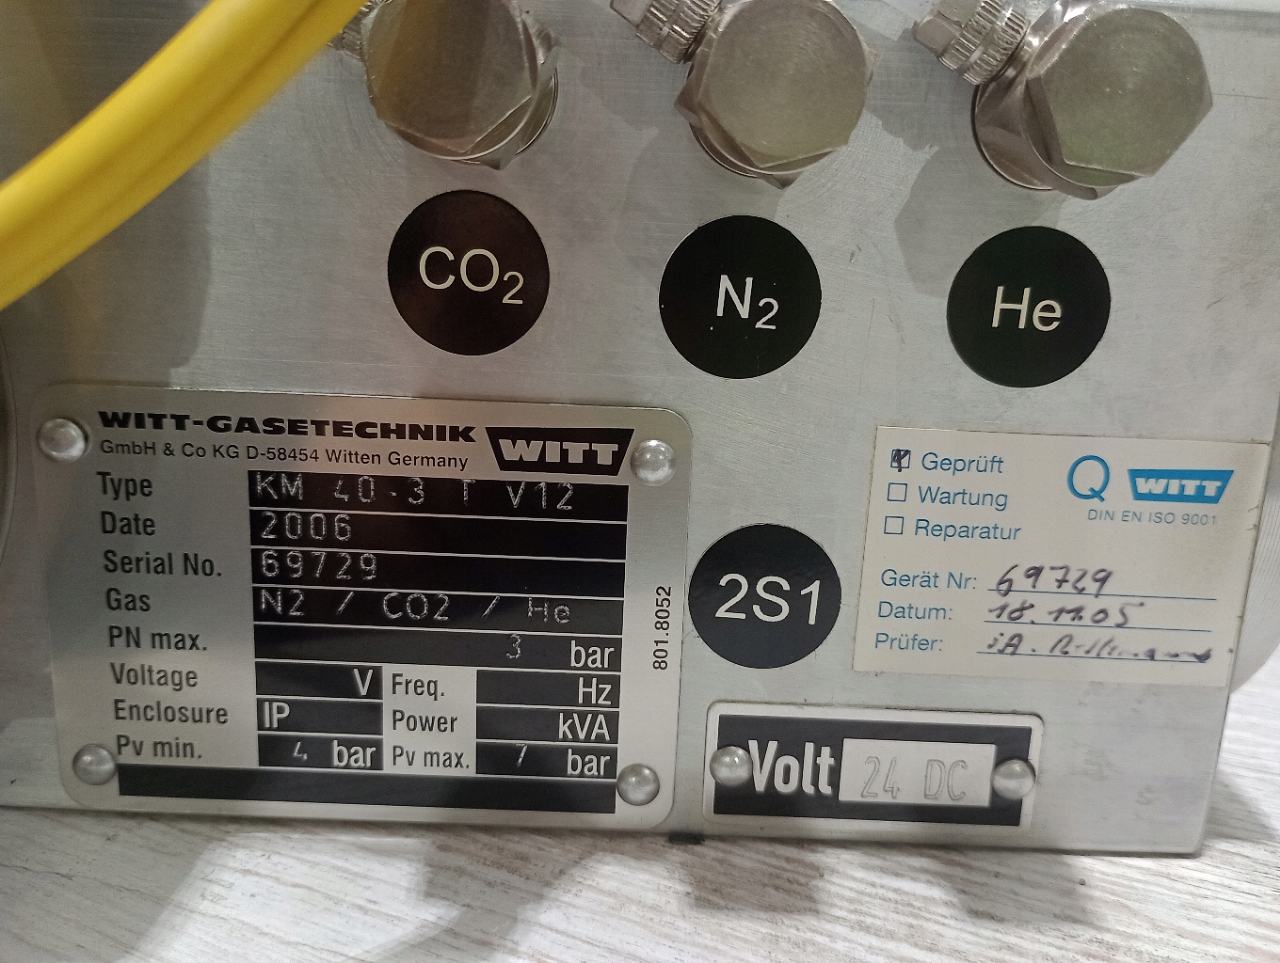 CO2
N2
He
WITT-GASETECHNIK
GmbH & Co KG D-58454 Witten Germany
WITT
Type KM 40-3 T V12
Date 2006
Serial No. 69729
Gas N2 / CO2 / He
PN max. 3 bar
Voltage V Freq. Hz
Enclosure IP Power kVA
Pv min. 4 bar Pv max. 7 bar
801.8052
2S1
Geprüft
Wartung
Reparatur
Q WITT
DIN EN ISO 9001
Gerät Nr: 69729
Datum: 18.11.05
Prüfer: i.A.
Volt 24 DC